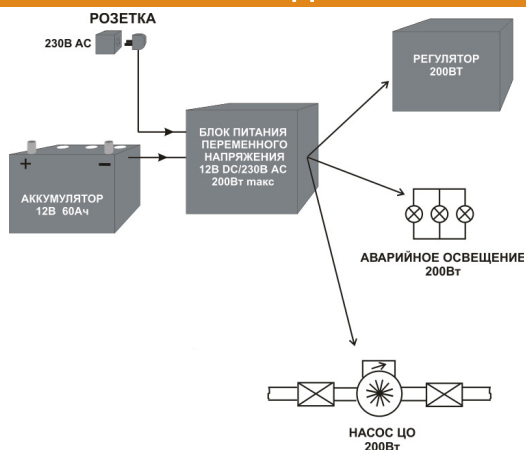 РОЗЕТКА
230В AC
РЕГУЛЯТОР
200ВТ
БЛОК ПИТАНИЯ
ПЕРЕМЕННОГО
НАПРЯЖЕНИЯ
12В DC/230В AC
200Вт макс
+ −
АККУМУЛЯТОР
12В 60Ач
АВАРИЙНОЕ ОСВЕЩЕНИЕ
200Вт
НАСОС ЦО
200Вт